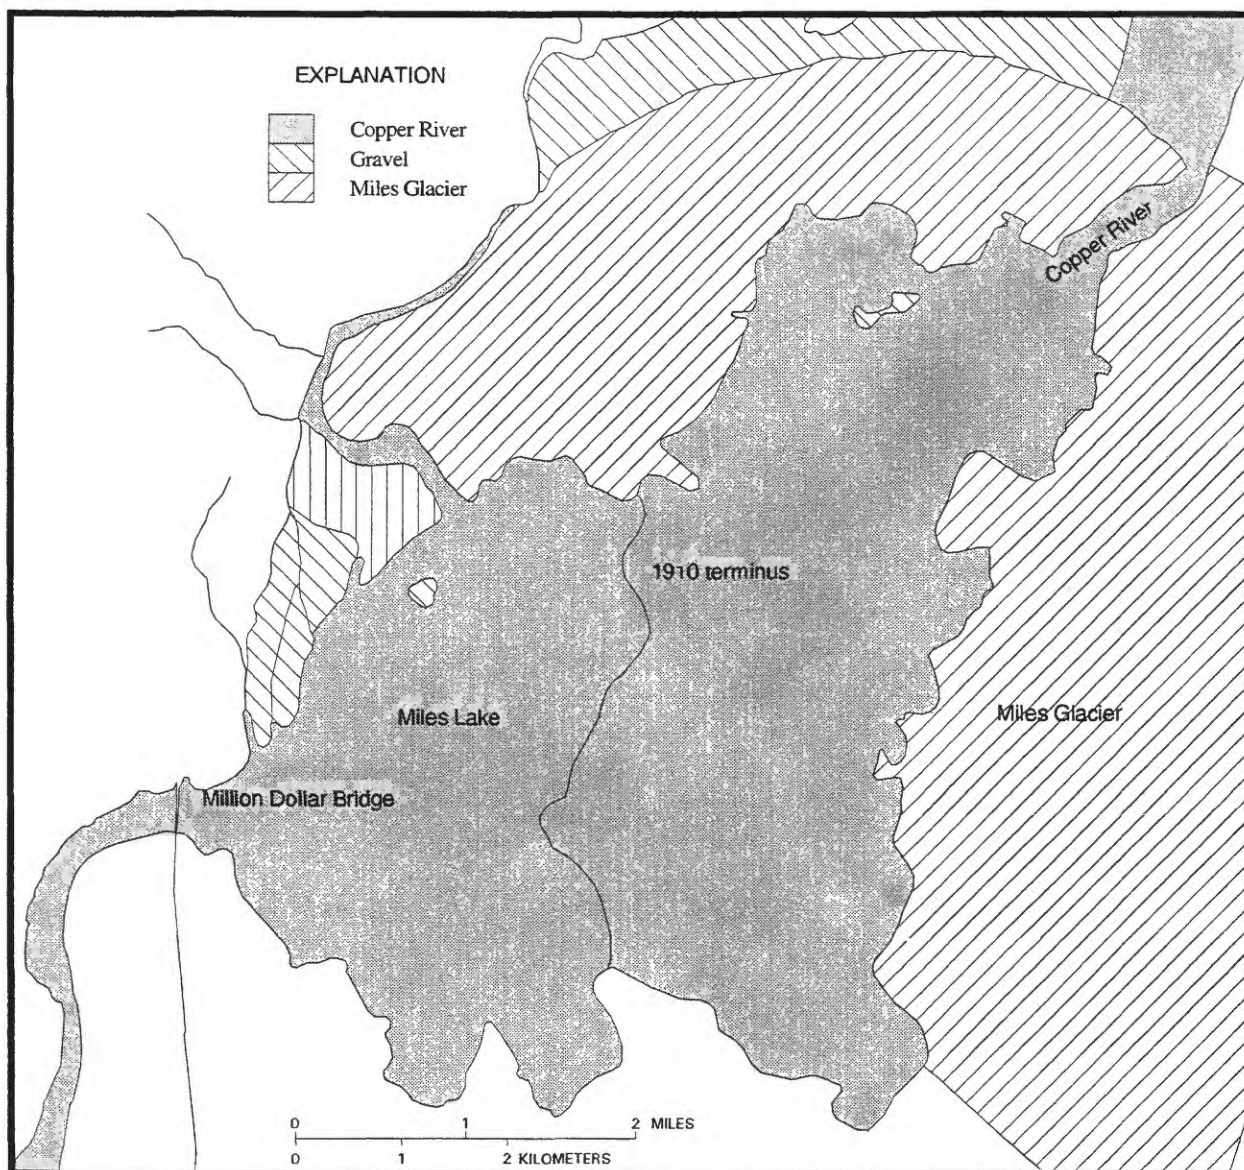 EXPLANATION
Copper River
Gravel
Miles Glacier
Copper River
1910 terminus
Miles Lake
Miles Glacier
Million Dollar Bridge
0 1 2 MILES
0 1 2 KILOMETERS